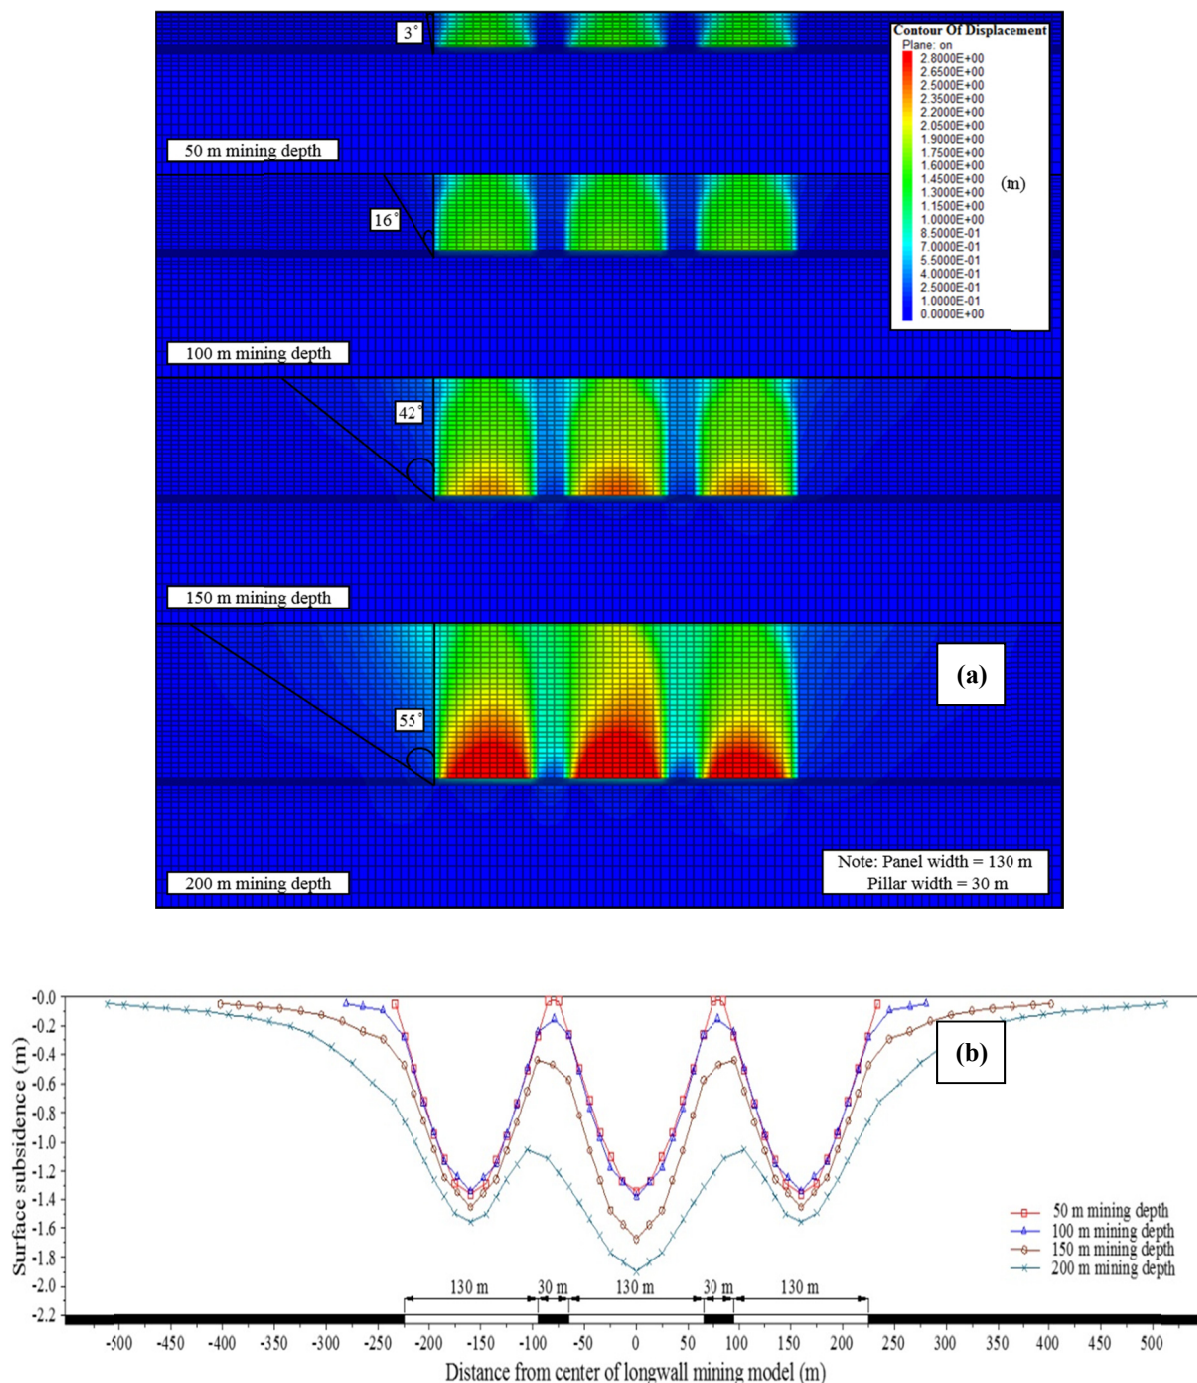 3°
Contour Of Displacement
Plane: on
2.8000E+00
2.6500E+00
2.5000E+00
2.3500E+00
2.2000E+00
2.0500E+00
1.9000E+00
1.7500E+00
1.6000E+00
1.4500E+00
1.3000E+00
1.1500E+00
1.0000E+00
8.5000E-01
7.0000E-01
5.5000E-01
4.0000E-01
2.5000E-01
1.0000E-01
0.0000E+00
(m)
50 m mining depth
16°
100 m mining depth
42°
150 m mining depth
(a)
55°
200 m mining depth
Note: Panel width = 130 m
Pillar width = 30 m
Surface subsidence (m)
-0.0
-0.2
-0.4
-0.6
-0.8
-1.0
-1.2
-1.4
-1.6
-1.8
-2.0
-2.2
(b)
50 m mining depth
100 m mining depth
150 m mining depth
200 m mining depth
130 m 30 m 130 m 30 m 130 m
-500 -450 -400 -350 -300 -250 -200 -150 -100 -50 0 50 100 150 200 250 300 350 400 450 500
Distance from center of longwall mining model (m)